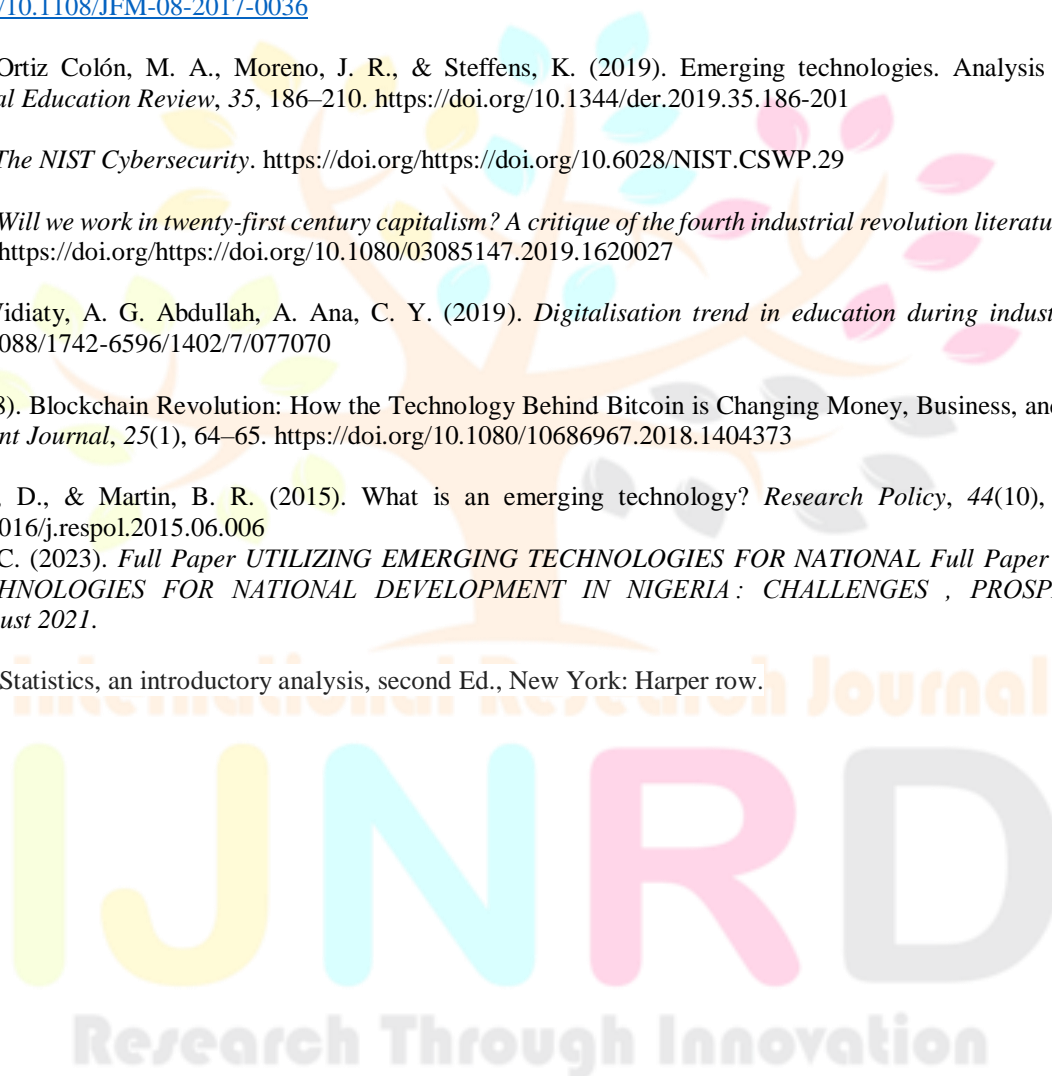 /10.1108/JFM-08-2017-0036
Ortiz Colón, M. A., Moreno, J. R., & Steffens, K. (2019). Emerging technologies. Analysis
al Education Review, 35, 186–210. https://doi.org/10.1344/der.2019.35.186-201
The NIST Cybersecurity. https://doi.org/https://doi.org/10.6028/NIST.CSWP.29
Will we work in twenty-first century capitalism? A critique of the fourth industrial revolution literatu
https://doi.org/https://doi.org/10.1080/03085147.2019.1620027
Vidiaty, A. G. Abdullah, A. Ana, C. Y. (2019). Digitalisation trend in education during indust
088/1742-6596/1402/7/077070
8). Blockchain Revolution: How the Technology Behind Bitcoin is Changing Money, Business, and
nt Journal, 25(1), 64–65. https://doi.org/10.1080/10686967.2018.1404373
, D., & Martin, B. R. (2015). What is an emerging technology? Research Policy, 44(10),
016/j.respol.2015.06.006
C. (2023). Full Paper UTILIZING EMERGING TECHNOLOGIES FOR NATIONAL Full Paper
HNOLOGIES FOR NATIONAL DEVELOPMENT IN NIGERIA : CHALLENGES , PROSP
ust 2021.
Statistics, an introductory analysis, second Ed., New York: Harper row.
International Research Journal
IJNRD
Research Through Innovation